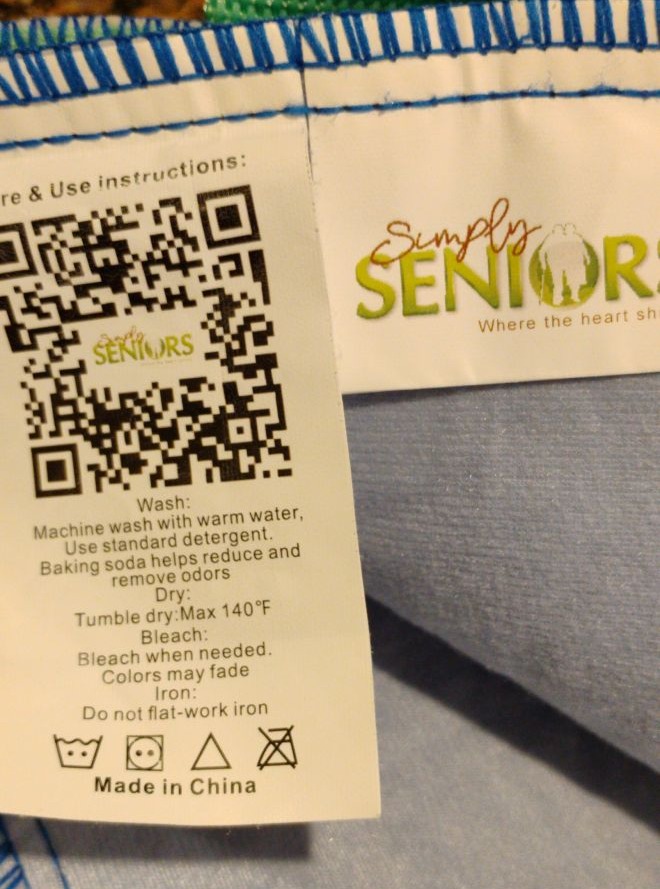 re & Use instructions:
Simply
SENIORS
Wash:
Machine wash with warm water,
Use standard detergent.
Baking soda helps reduce and
remove odors
Dry:
Tumble dry:Max 140°F
Bleach:
Bleach when needed.
Colors may fade
Iron:
Do not flat-work iron
Made in China
Simply
SENIORS
Where the heart sh